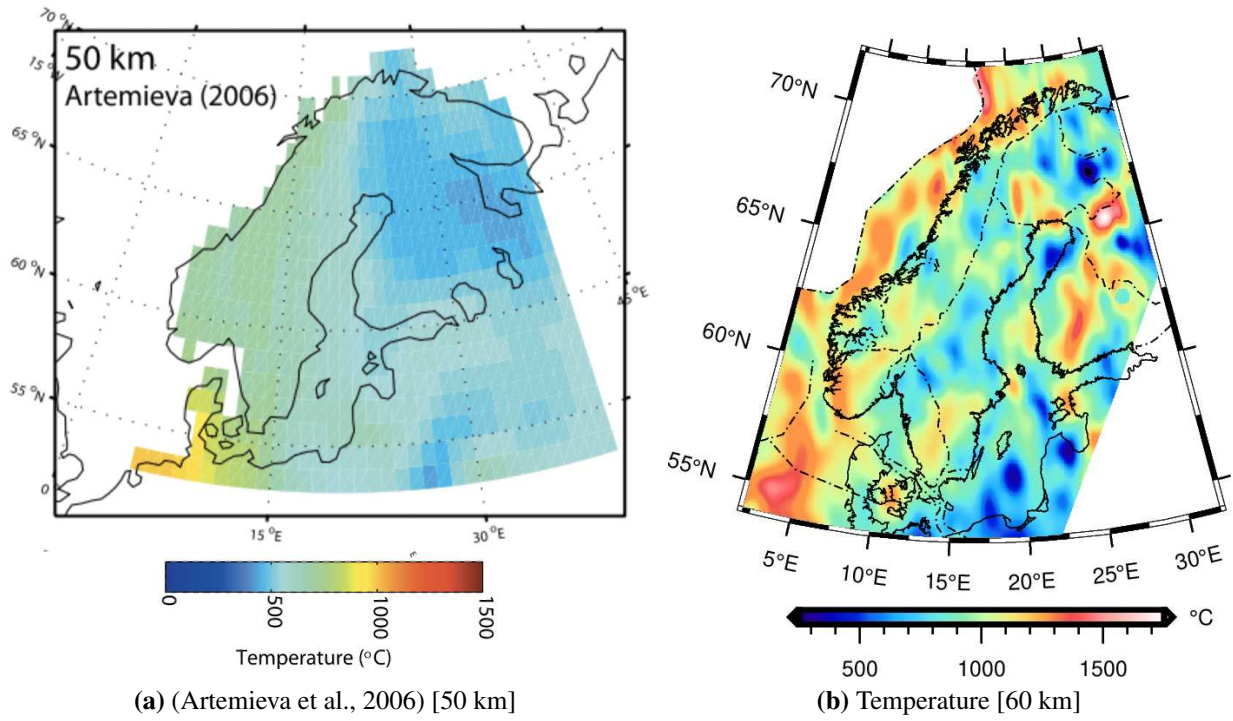 70 °N
15°W
50 km
Artemieva (2006)
65 °N
60 °N
55 °N
0
45°E
15°E
30°E
0
500
1000
1500
Temperature (°C)
(a) (Artemieva et al., 2006) [50 km]
70°N
65°N
60°N
55°N
5°E
10°E
15°E
20°E
25°E
30°E
°C
500
1000
1500
(b) Temperature [60 km]